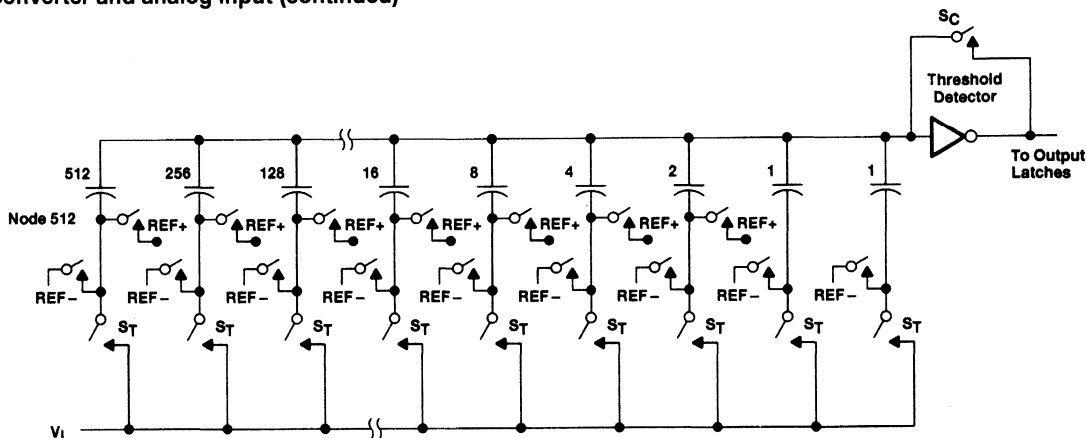 converter and analog input (continued)
SC
Threshold
Detector
To Output
Latches
512 256 128 16 8 4 2 1 1
Node 512 REF+ REF+ REF+ REF+ REF+ REF+ REF+
REF– REF– REF– REF– REF– REF– REF– REF– REF–
ST ST ST ST ST ST ST ST ST
VI